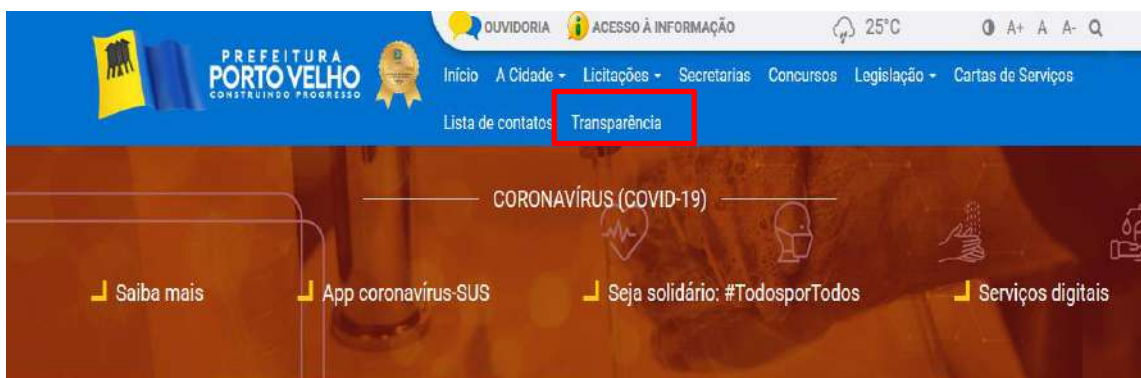 OUVIDORIA ACESSO À INFORMAÇÃO 25°C A+ A A-
PREFEITURA
PORTO VELHO
CONSTRUINDO PROGRESSO
Início A Cidade Licitações Secretarias Concursos Legislação Cartas de Serviços
Lista de contatos Transparência
CORONAVÍRUS (COVID-19)
Saiba mais App coronavírus-SUS Seja solidário: #TodosporTodos Serviços digitais